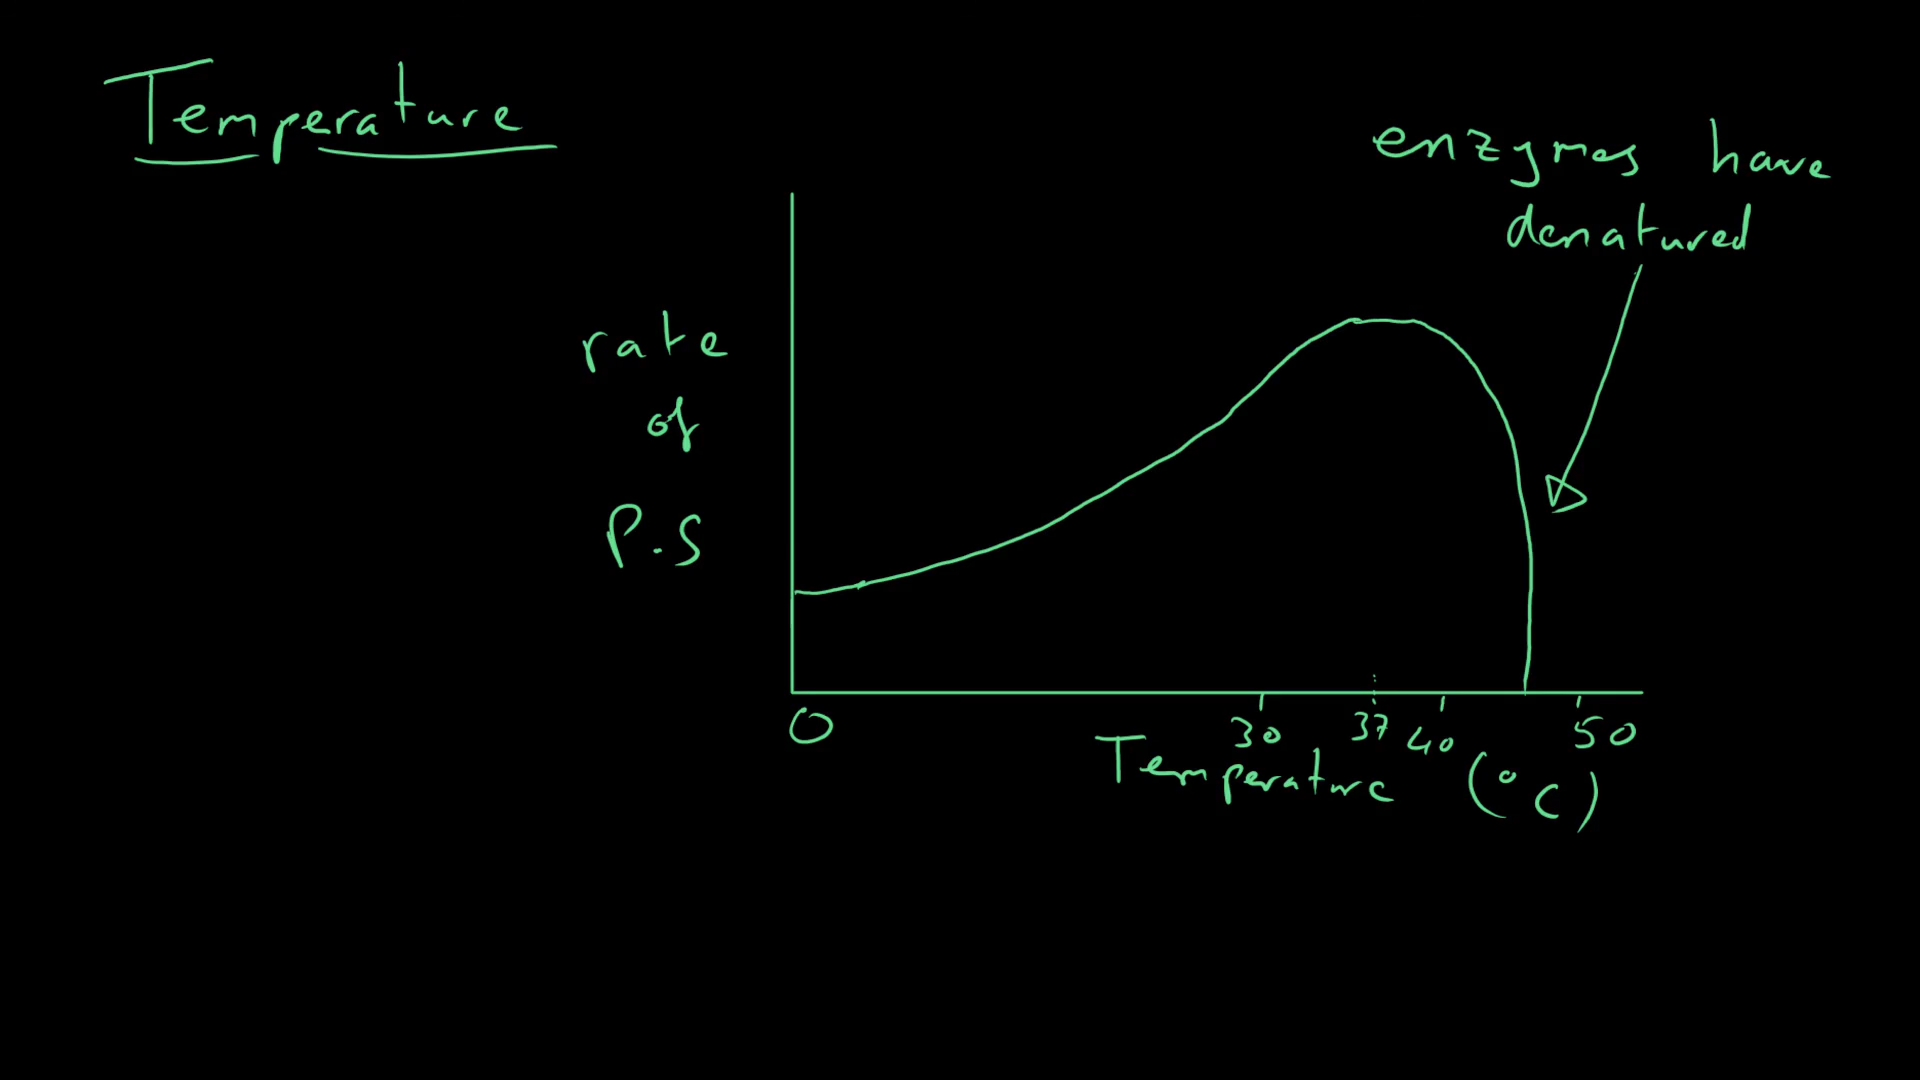 Temperature
enzymes have
denatured
rate
of
P.S
0 30 37 40 50
Temperature (°C)